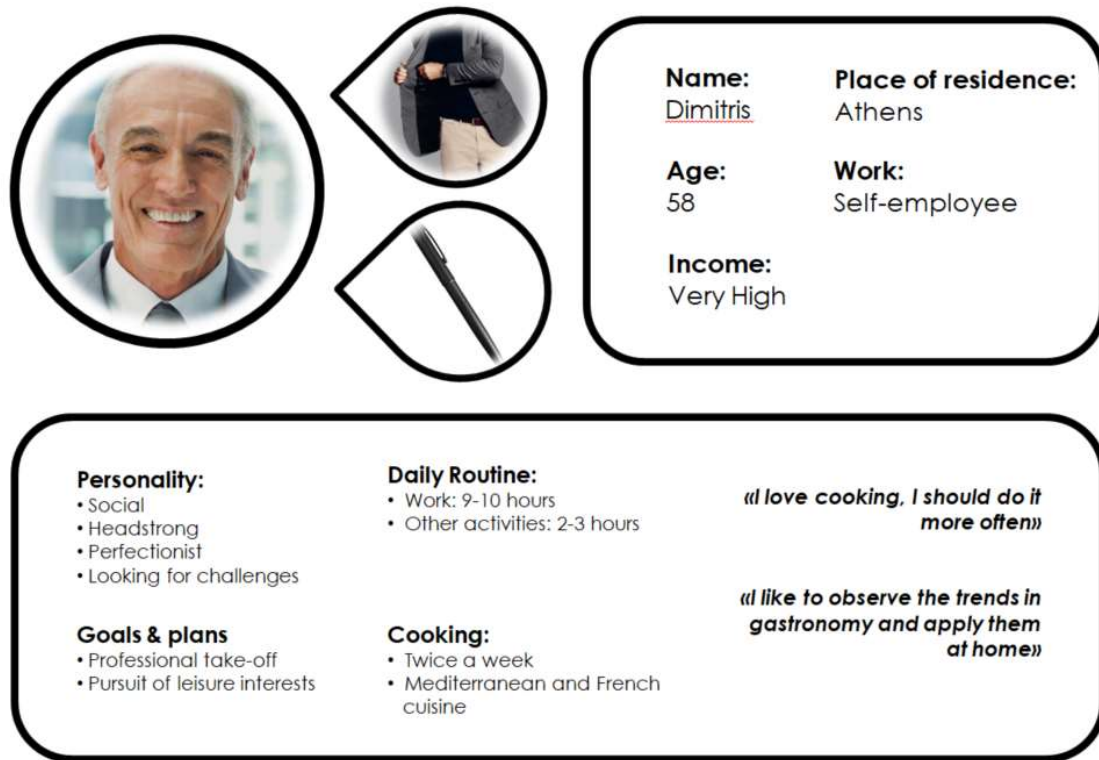 Name:
Dimitris
Place of residence:
Athens
Age:
58
Work:
Self-employee
Income:
Very High
Personality:
• Social
• Headstrong
• Perfectionist
• Looking for challenges
Daily Routine:
• Work: 9-10 hours
• Other activities: 2-3 hours
«I love cooking, I should do it
more often»
Goals & plans
• Professional take-off
• Pursuit of leisure interests
Cooking:
• Twice a week
• Mediterranean and French
cuisine
«I like to observe the trends in
gastronomy and apply them
at home»